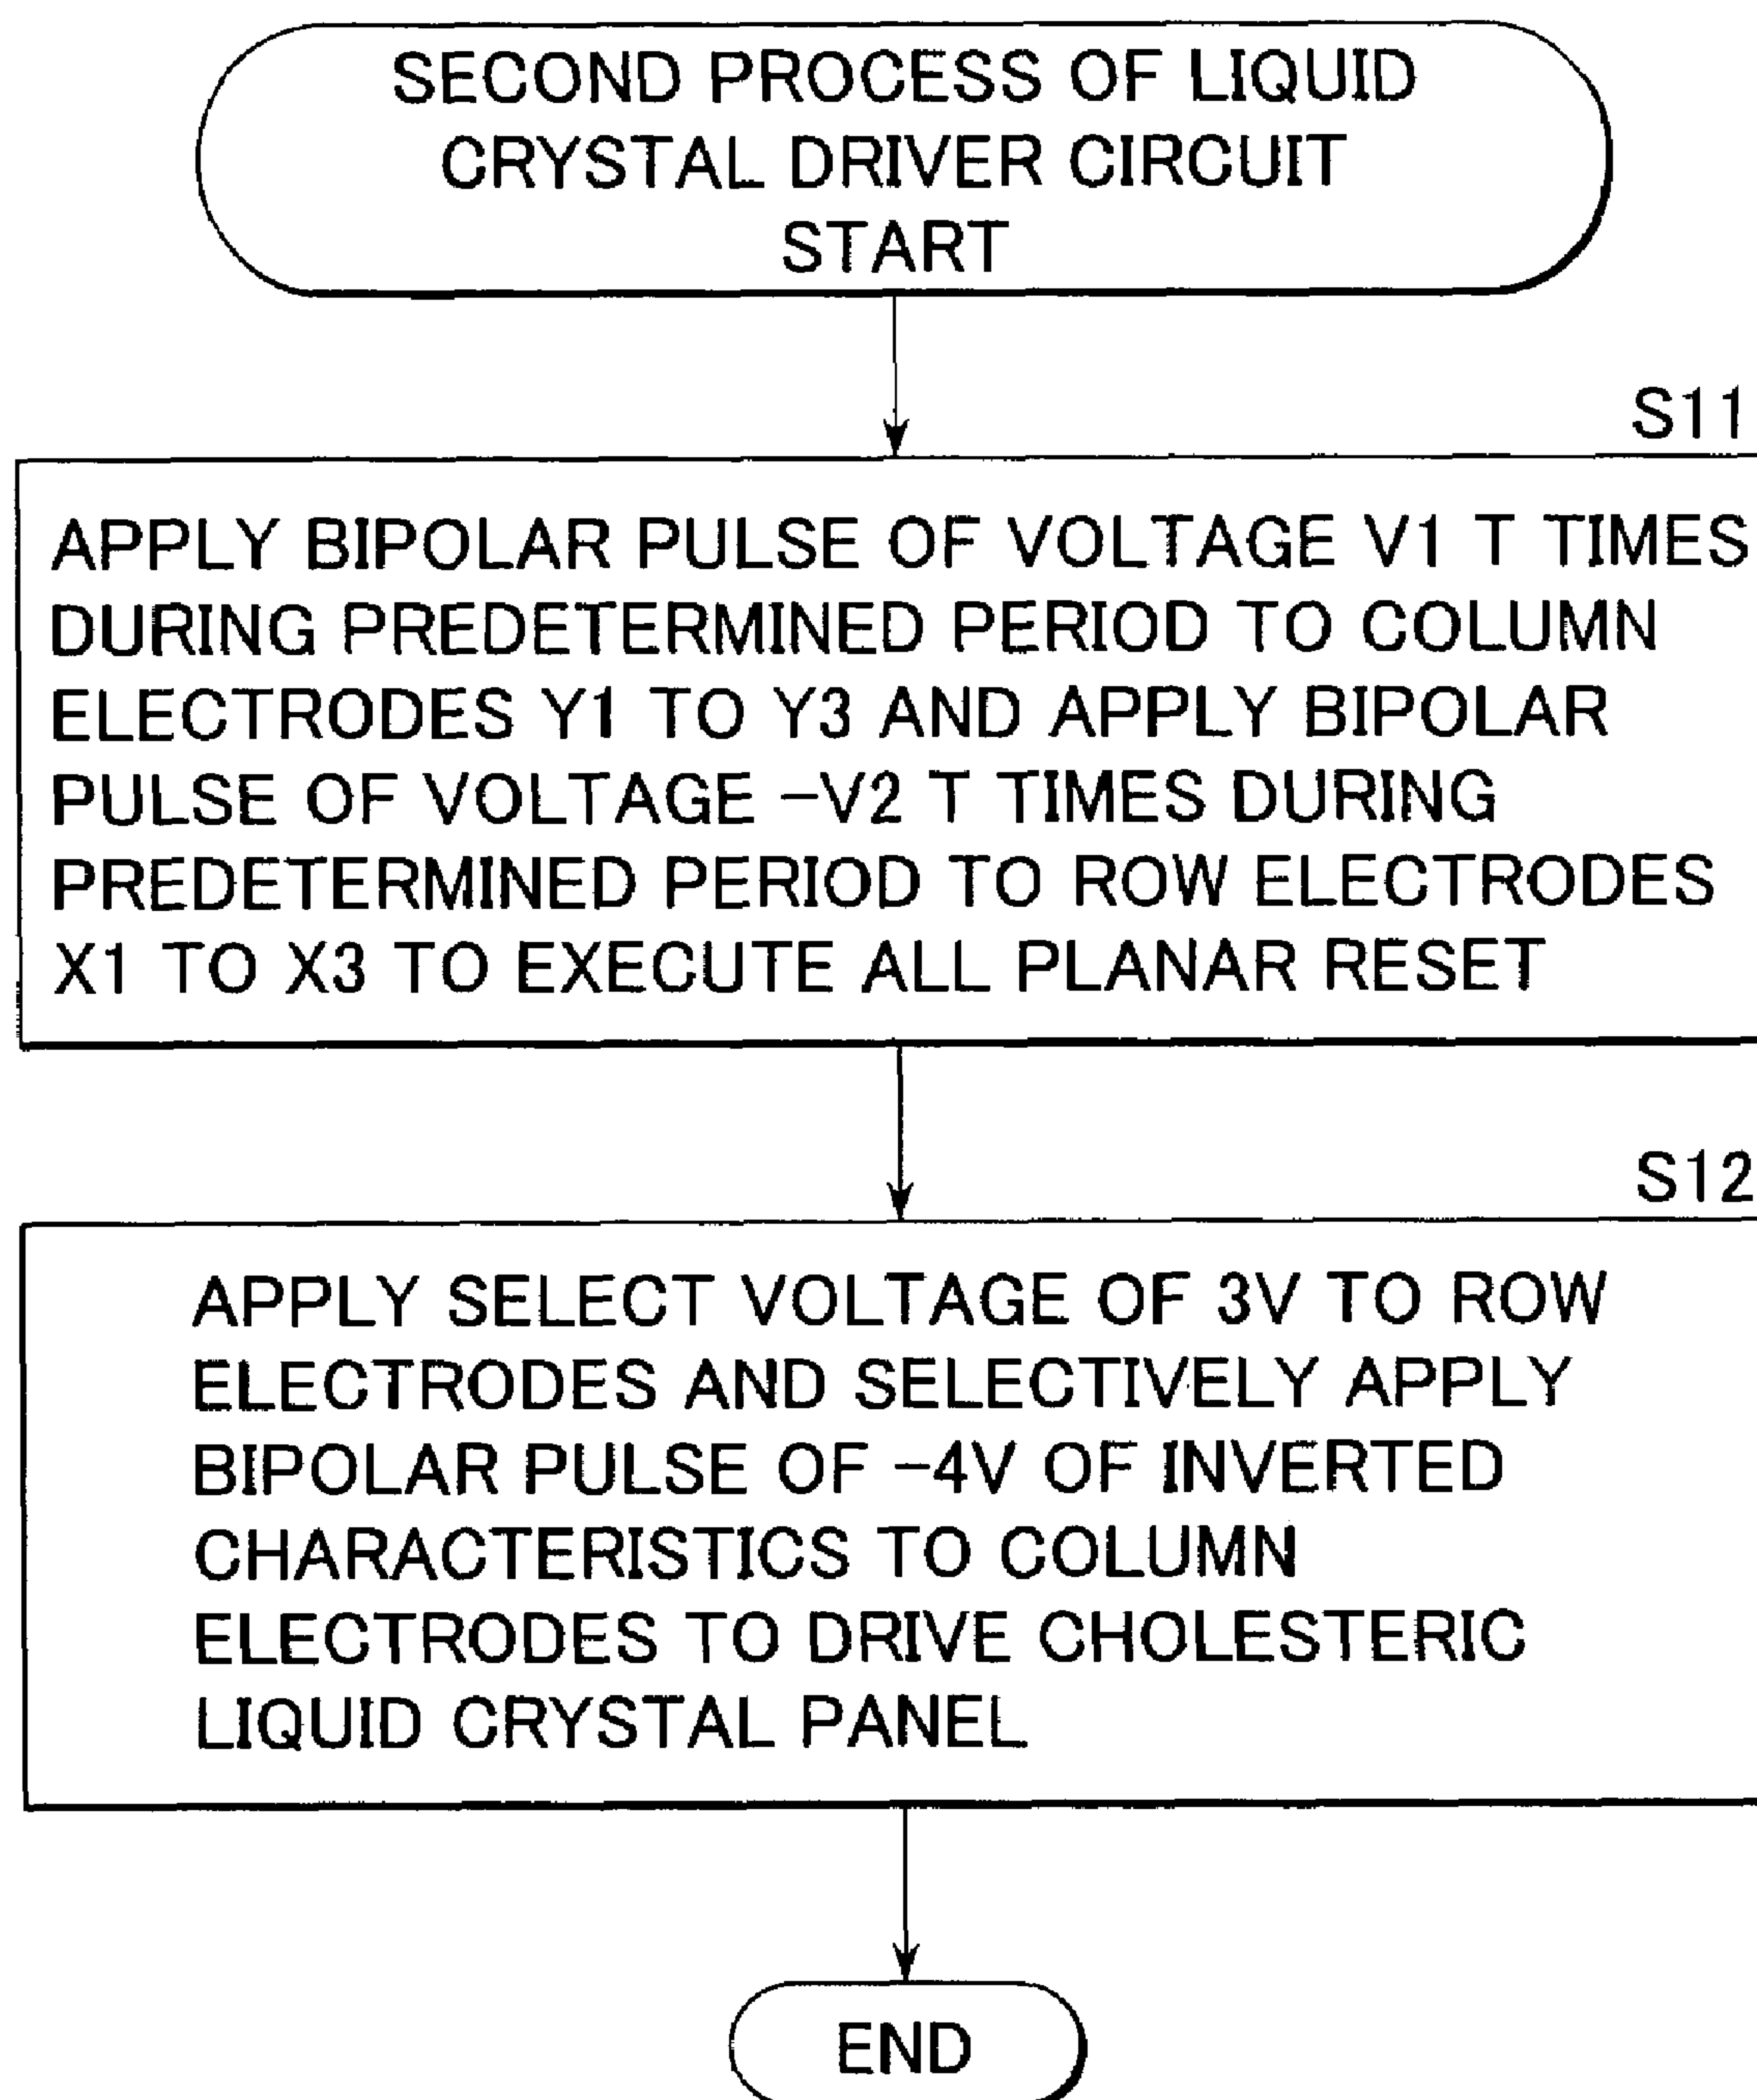 SECOND PROCESS OF LIQUID
CRYSTAL DRIVER CIRCUIT
START
S11
APPLY BIPOLAR PULSE OF VOLTAGE V1 T TIMES
DURING PREDETERMINED PERIOD TO COLUMN
ELECTRODES Y1 TO Y3 AND APPLY BIPOLAR
PULSE OF VOLTAGE −V2 T TIMES DURING
PREDETERMINED PERIOD TO ROW ELECTRODES
X1 TO X3 TO EXECUTE ALL PLANAR RESET
S12
APPLY SELECT VOLTAGE OF 3V TO ROW
ELECTRODES AND SELECTIVELY APPLY
BIPOLAR PULSE OF −4V OF INVERTED
CHARACTERISTICS TO COLUMN
ELECTRODES TO DRIVE CHOLESTERIC
LIQUID CRYSTAL PANEL
END